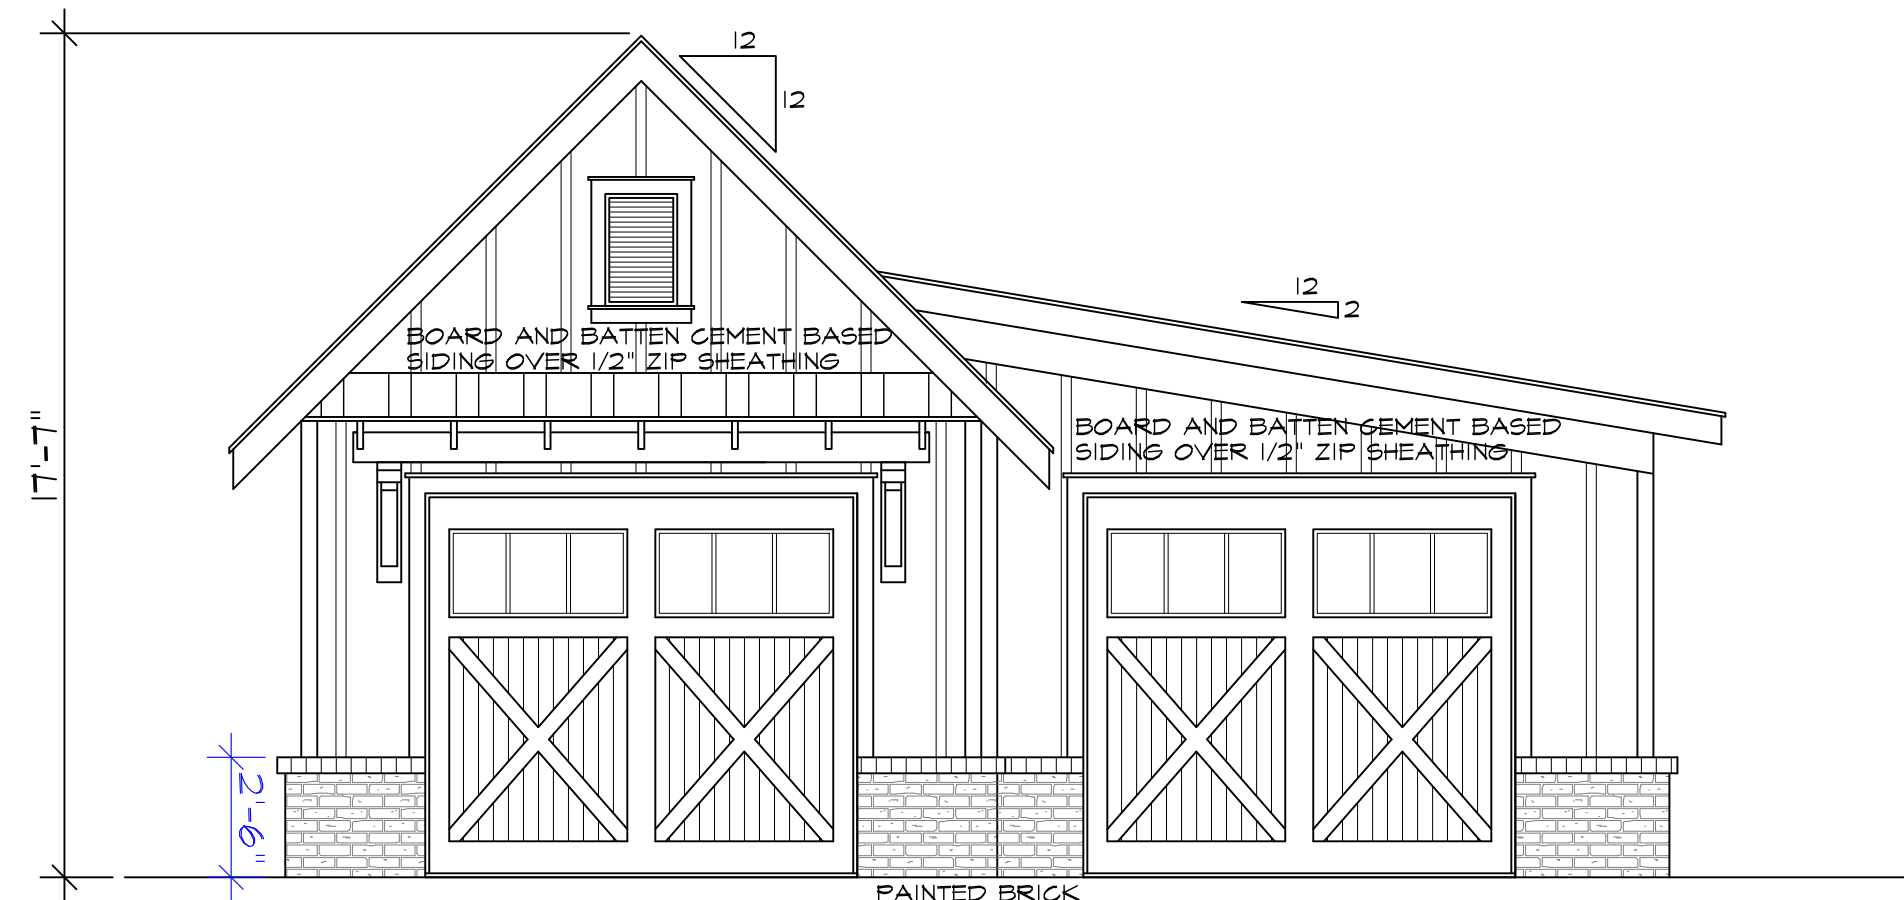 12
12
12
2
BOARD AND BATTEN CEMENT BASED
SIDING OVER 1/2" ZIP SHEATHING
BOARD AND BATTEN CEMENT BASED
SIDING OVER 1/2" ZIP SHEATHING
17'-7"
2'-6"
PAINTED BRICK